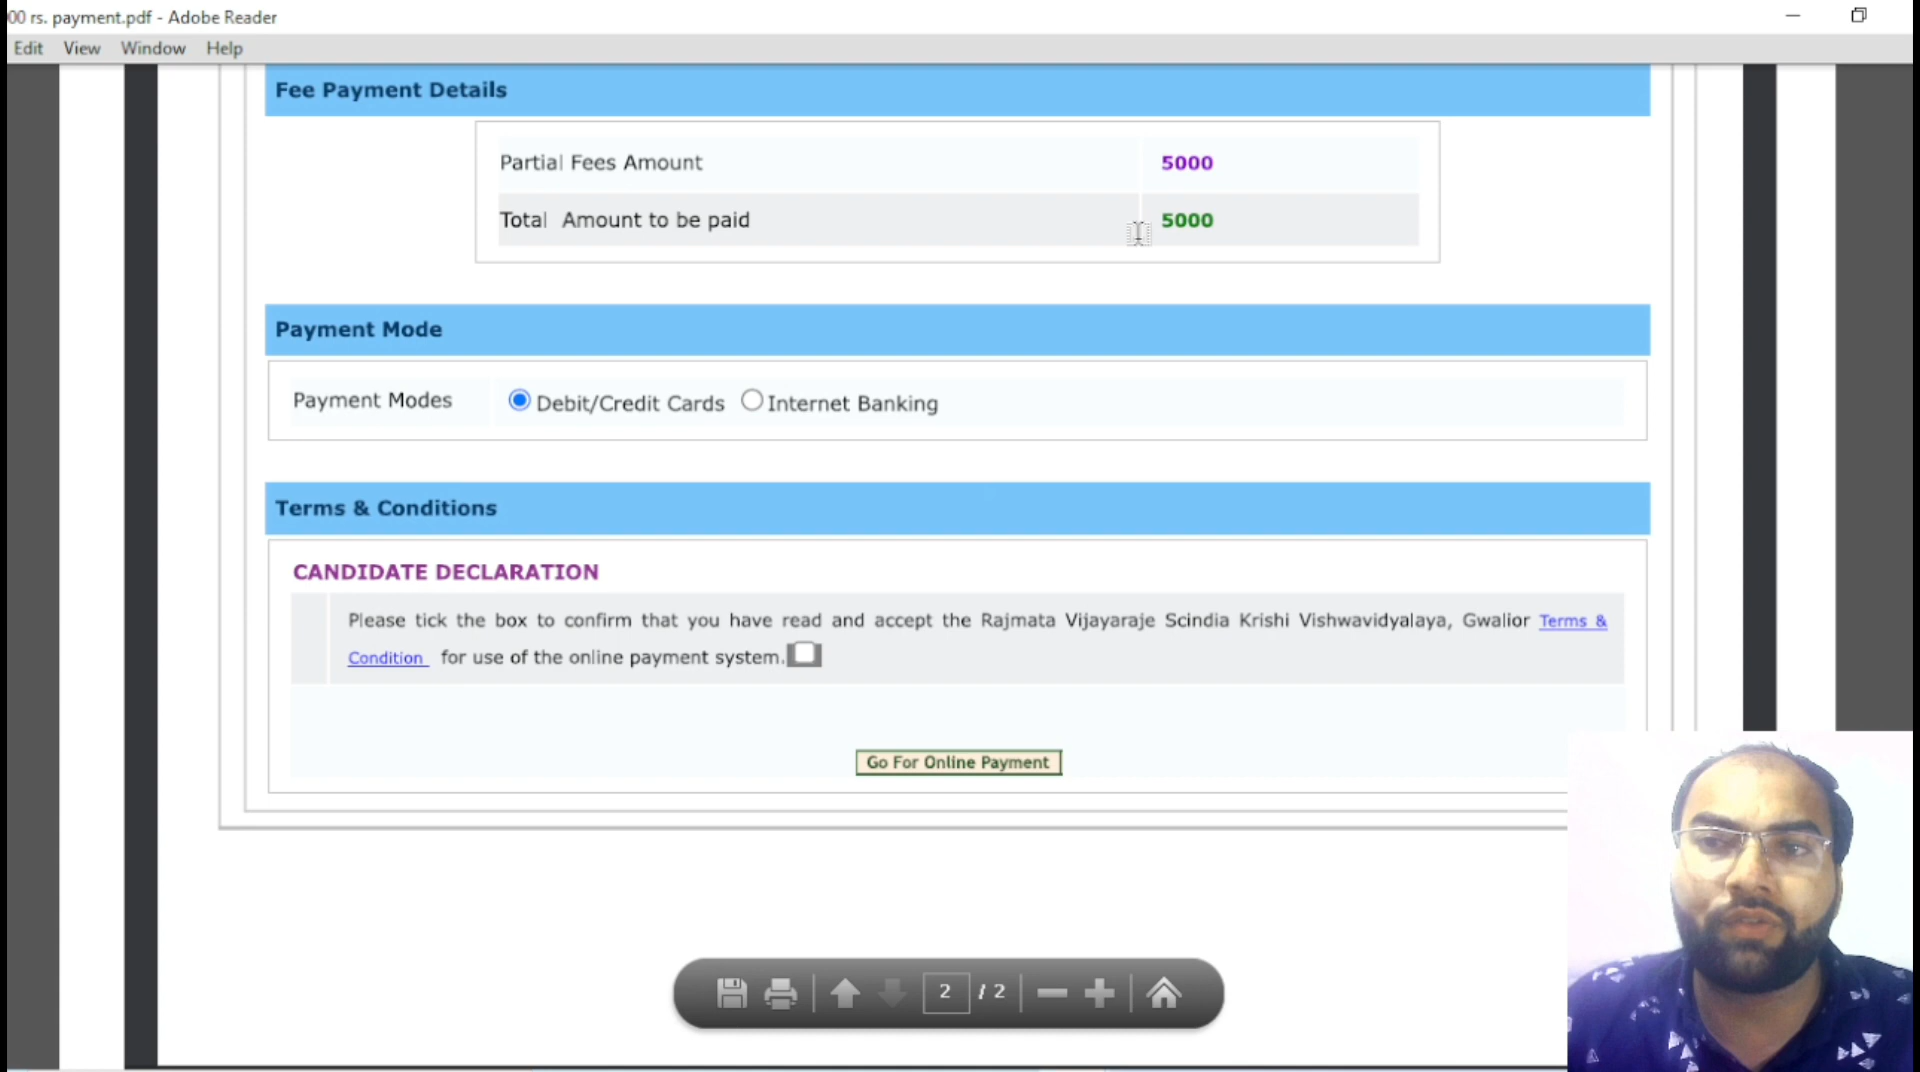 00 rs. payment.pdf - Adobe Reader
Edit View Window Help
Fee Payment Details
Partial Fees Amount 5000
Total Amount to be paid 5000
Payment Mode
Payment Modes Debit/Credit Cards Internet Banking
Terms & Conditions
CANDIDATE DECLARATION
Please tick the box to confirm that you have read and accept the Rajmata Vijayaraje Scindia Krishi Vishwavidyalaya, Gwalior Terms &
Condition for use of the online payment system.
Go For Online Payment
2 / 2